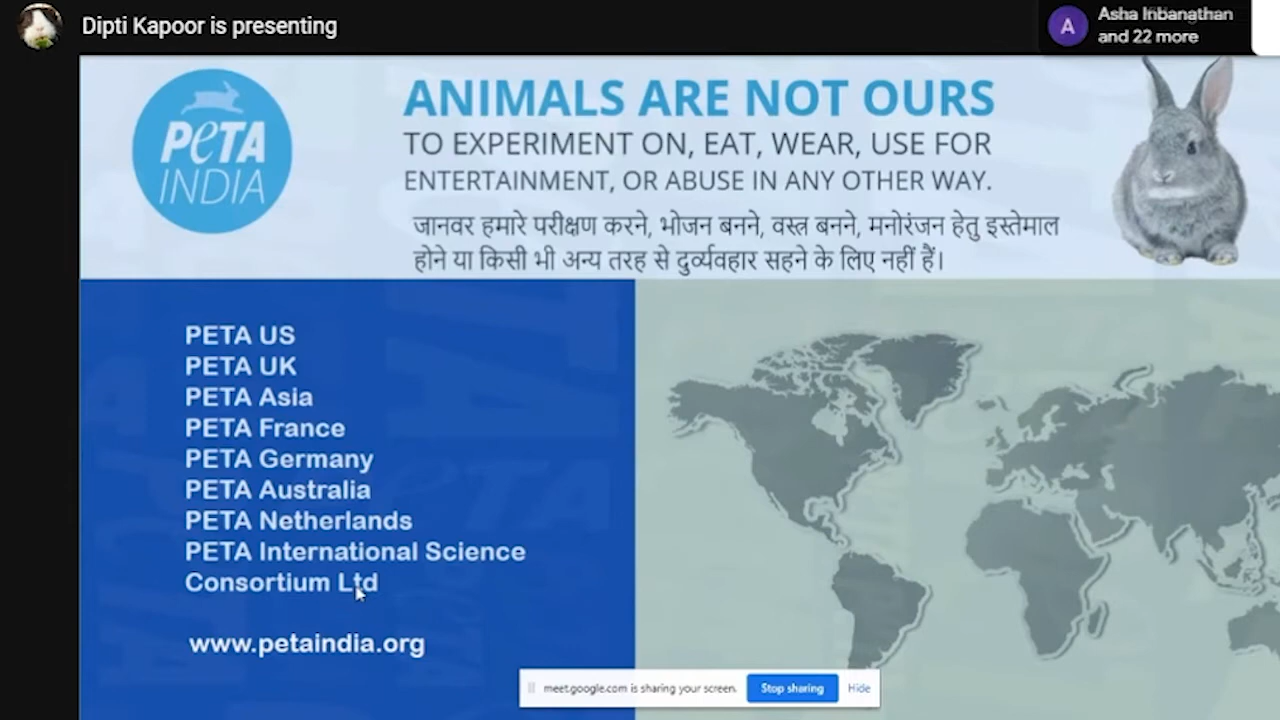 Dipti Kapoor is presenting
A
Asha Inbanathan
and 22 more
PETA
INDIA
ANIMALS ARE NOT OURS
TO EXPERIMENT ON, EAT, WEAR, USE FOR
ENTERTAINMENT, OR ABUSE IN ANY OTHER WAY.
जानवर हमारे परीक्षण करने, भोजन बनने, वस्त्र बनने, मनोरंजन हेतु इस्तेमाल
होने या किसी भी अन्य तरह से दुर्व्यवहार सहने के लिए नहीं हैं।
PETA US
PETA UK
PETA Asia
PETA France
PETA Germany
PETA Australia
PETA Netherlands
PETA International Science
Consortium Ltd
www.petaindia.org
meet.google.com is sharing your screen.
Stop sharing
Hide